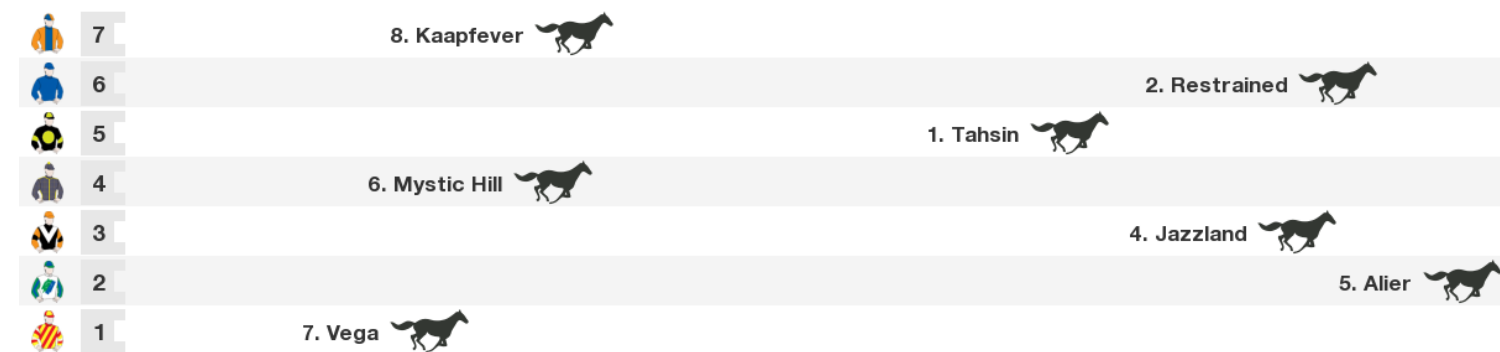 7 8. Kaapfever
6 2. Restrained
5 1. Tahsin
4 6. Mystic Hill
3 4. Jazzland
2 5. Alier
1 7. Vega